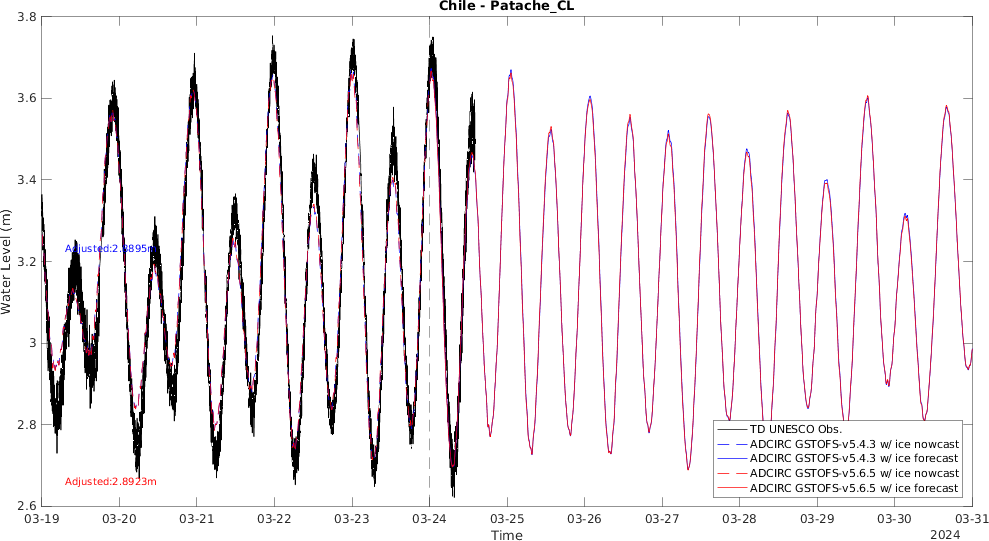 Chile - Patache_CL
3.8
3.6
3.4
3.2
3
2.8
2.6
Water Level (m)
Adjusted:2.8895m
Adjusted:2.8923m
TD UNESCO Obs.
ADCIRC GSTOFS-v5.4.3 w/ ice nowcast
ADCIRC GSTOFS-v5.4.3 w/ ice forecast
ADCIRC GSTOFS-v5.6.5 w/ ice nowcast
ADCIRC GSTOFS-v5.6.5 w/ ice forecast
03-19 03-20 03-21 03-22 03-23 03-24 03-25 03-26 03-27 03-28 03-29 03-30 03-31
Time
2024